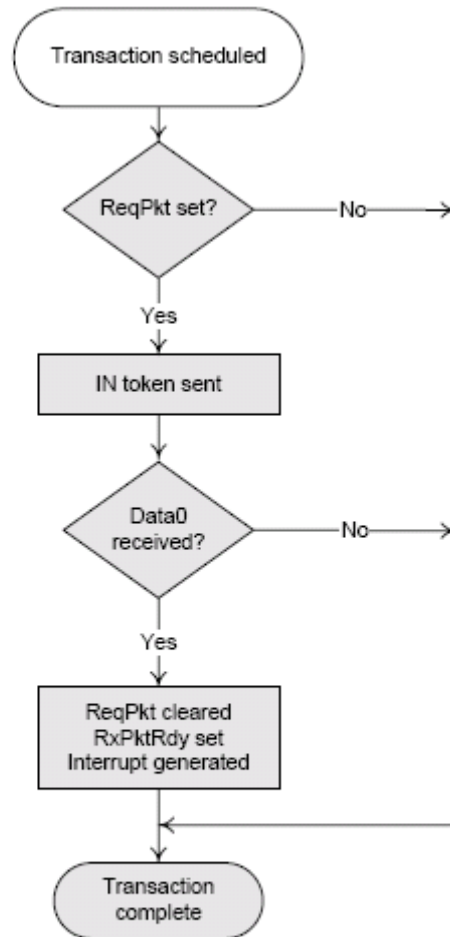 Transaction scheduled
ReqPkt set?
No
Yes
IN token sent
Data0
received?
No
Yes
ReqPkt cleared
RxPktRdy set
Interrupt generated
Transaction
complete